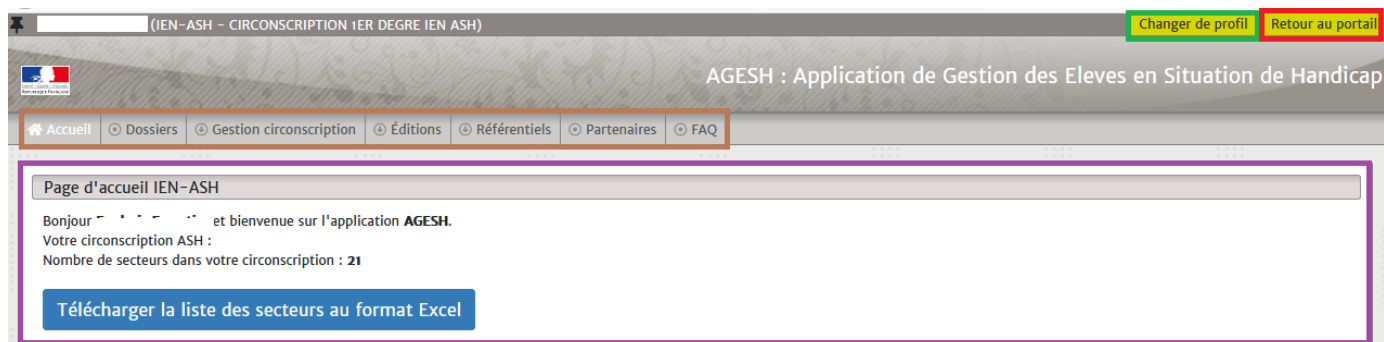 (IEN-ASH - CIRCONSCRIPTION 1ER DEGRE IEN ASH) Changer de profil Retour au portail
AGESH : Application de Gestion des Eleves en Situation de Handicap
Accueil Dossiers Gestion circonscription Éditions Référentiels Partenaires FAQ
Page d'accueil IEN-ASH
Bonjour et bienvenue sur l'application AGESH.
Votre circonscription ASH :
Nombre de secteurs dans votre circonscription : 21
Télécharger la liste des secteurs au format Excel